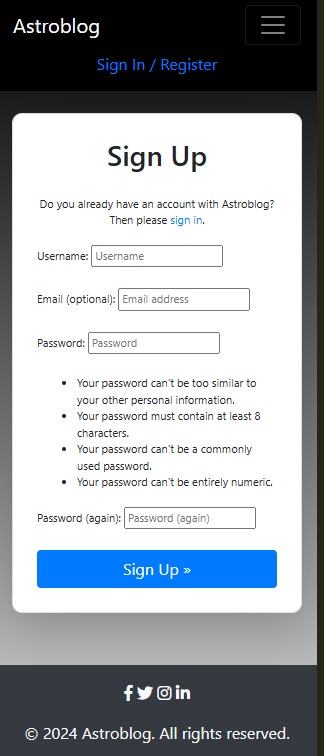 Astroblog
Sign In / Register
Sign Up
Do you already have an account with Astroblog?
Then please sign in.
Username: Username
Email (optional): Email address
Password: Password
Your password can't be too similar to
your other personal information.
Your password must contain at least 8
characters.
Your password can't be a commonly
used password.
Your password can't be entirely numeric.
Password (again): Password (again)
Sign Up »
© 2024 Astroblog. All rights reserved.